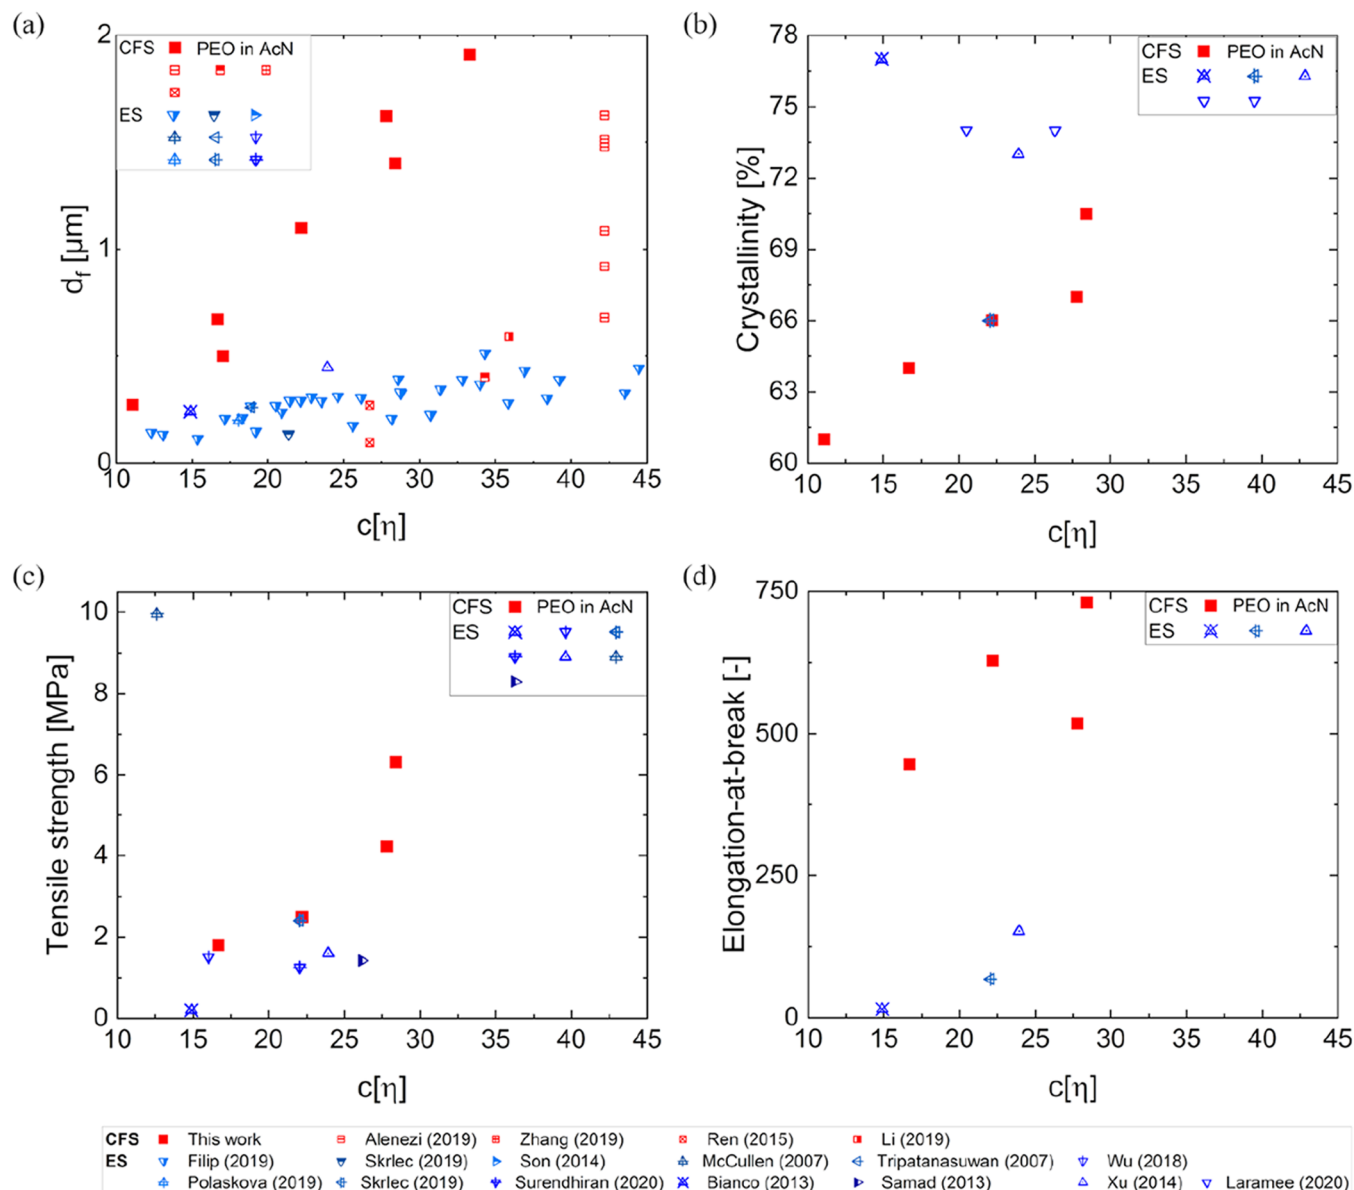 (a)
2
1
0
d_f [µm]
CFS PEO in AcN
ES
10 15 20 25 30 35 40 45
c[η]
(b)
78
75
72
69
66
63
60
Crystallinity [%]
CFS PEO in AcN
ES
10 15 20 25 30 35 40 45
c[η]
(c)
10
8
6
4
2
0
Tensile strength [MPa]
CFS PEO in AcN
ES
10 15 20 25 30 35 40 45
c[η]
(d)
750
500
250
0
Elongation-at-break [-]
CFS PEO in AcN
ES
10 15 20 25 30 35 40 45
c[η]
CFS This work Alenezi (2019) Zhang (2019) Ren (2015) Li (2019)
ES Filip (2019) Skrlec (2019) Son (2014) McCullen (2007) Tripatanasuwan (2007) Wu (2018)
Polaskova (2019) Skrlec (2019) Surendhiran (2020) Bianco (2013) Samad (2013) Xu (2014) Laramee (2020)